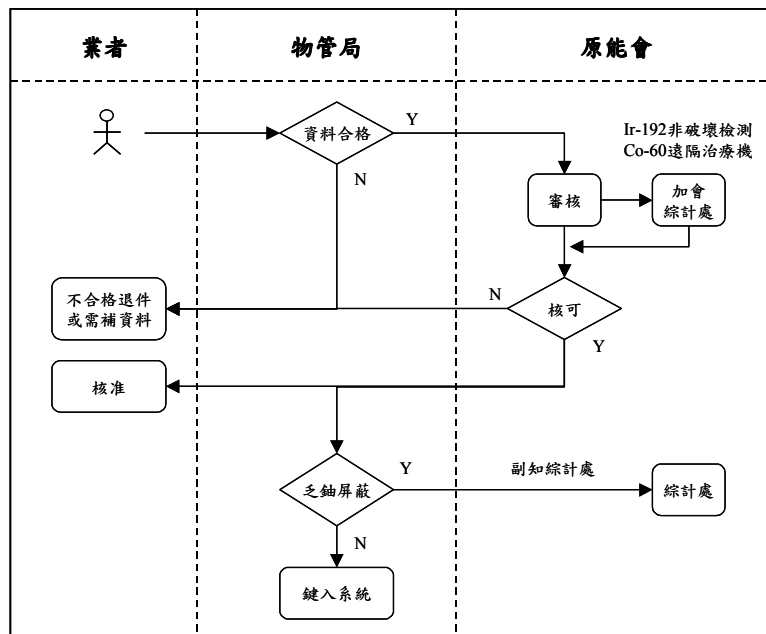 業者
物管局
原能會
資料合格
Y
N
Ir-192非破壞檢測
Co-60遠隔治療機
審核
加會
綜計處
不合格退件
或需補資料
N
核可
Y
核准
乏鈾屏蔽
Y
副知綜計處
綜計處
N
鍵入系統